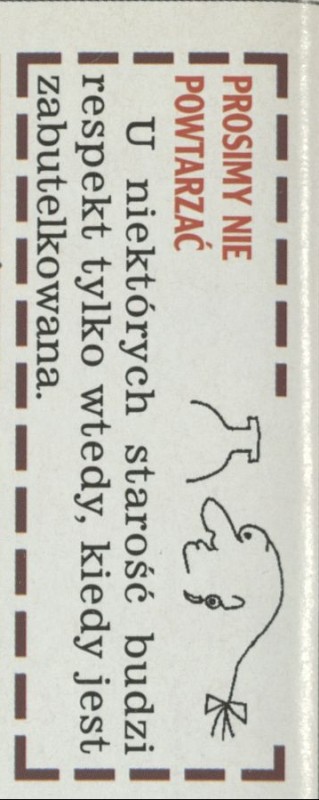 PROSIMY NIE
POWTARZAĆ
U niektórych starość budzi
respekt tylko wtedy, kiedy jest
zabutelkowana.